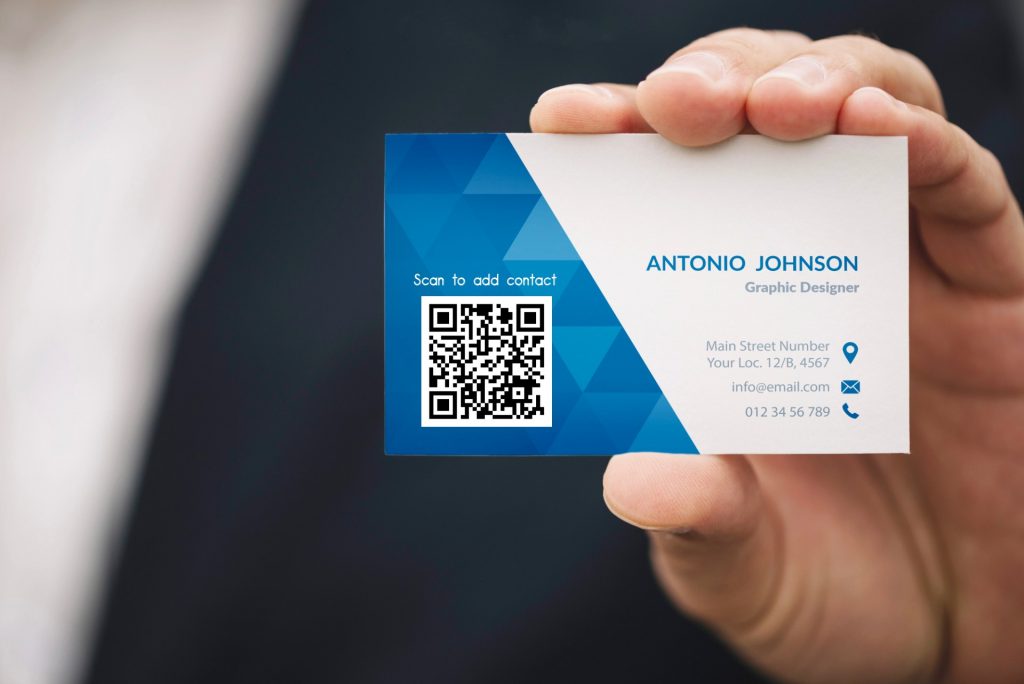 Scan to add contact
ANTONIO JOHNSON
Graphic Designer
Main Street Number
Your Loc. 12/B, 4567
info@email.com
012 34 56 789